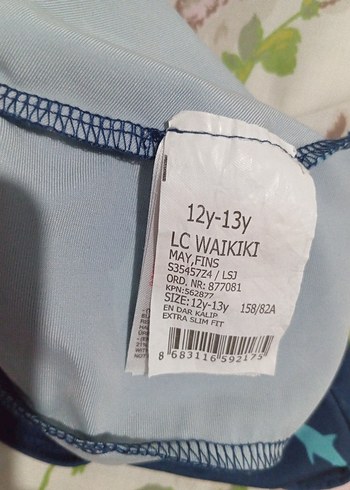 12y-13y
LC WAIKIKI
MAY,FINS
S35457Z4 / LSJ
ORD. NR: 877081
KPN:562877
SIZE:12y-13y 158/82A
EN DAR KALIP
EXTRA SLIM FIT
8 683116 592175